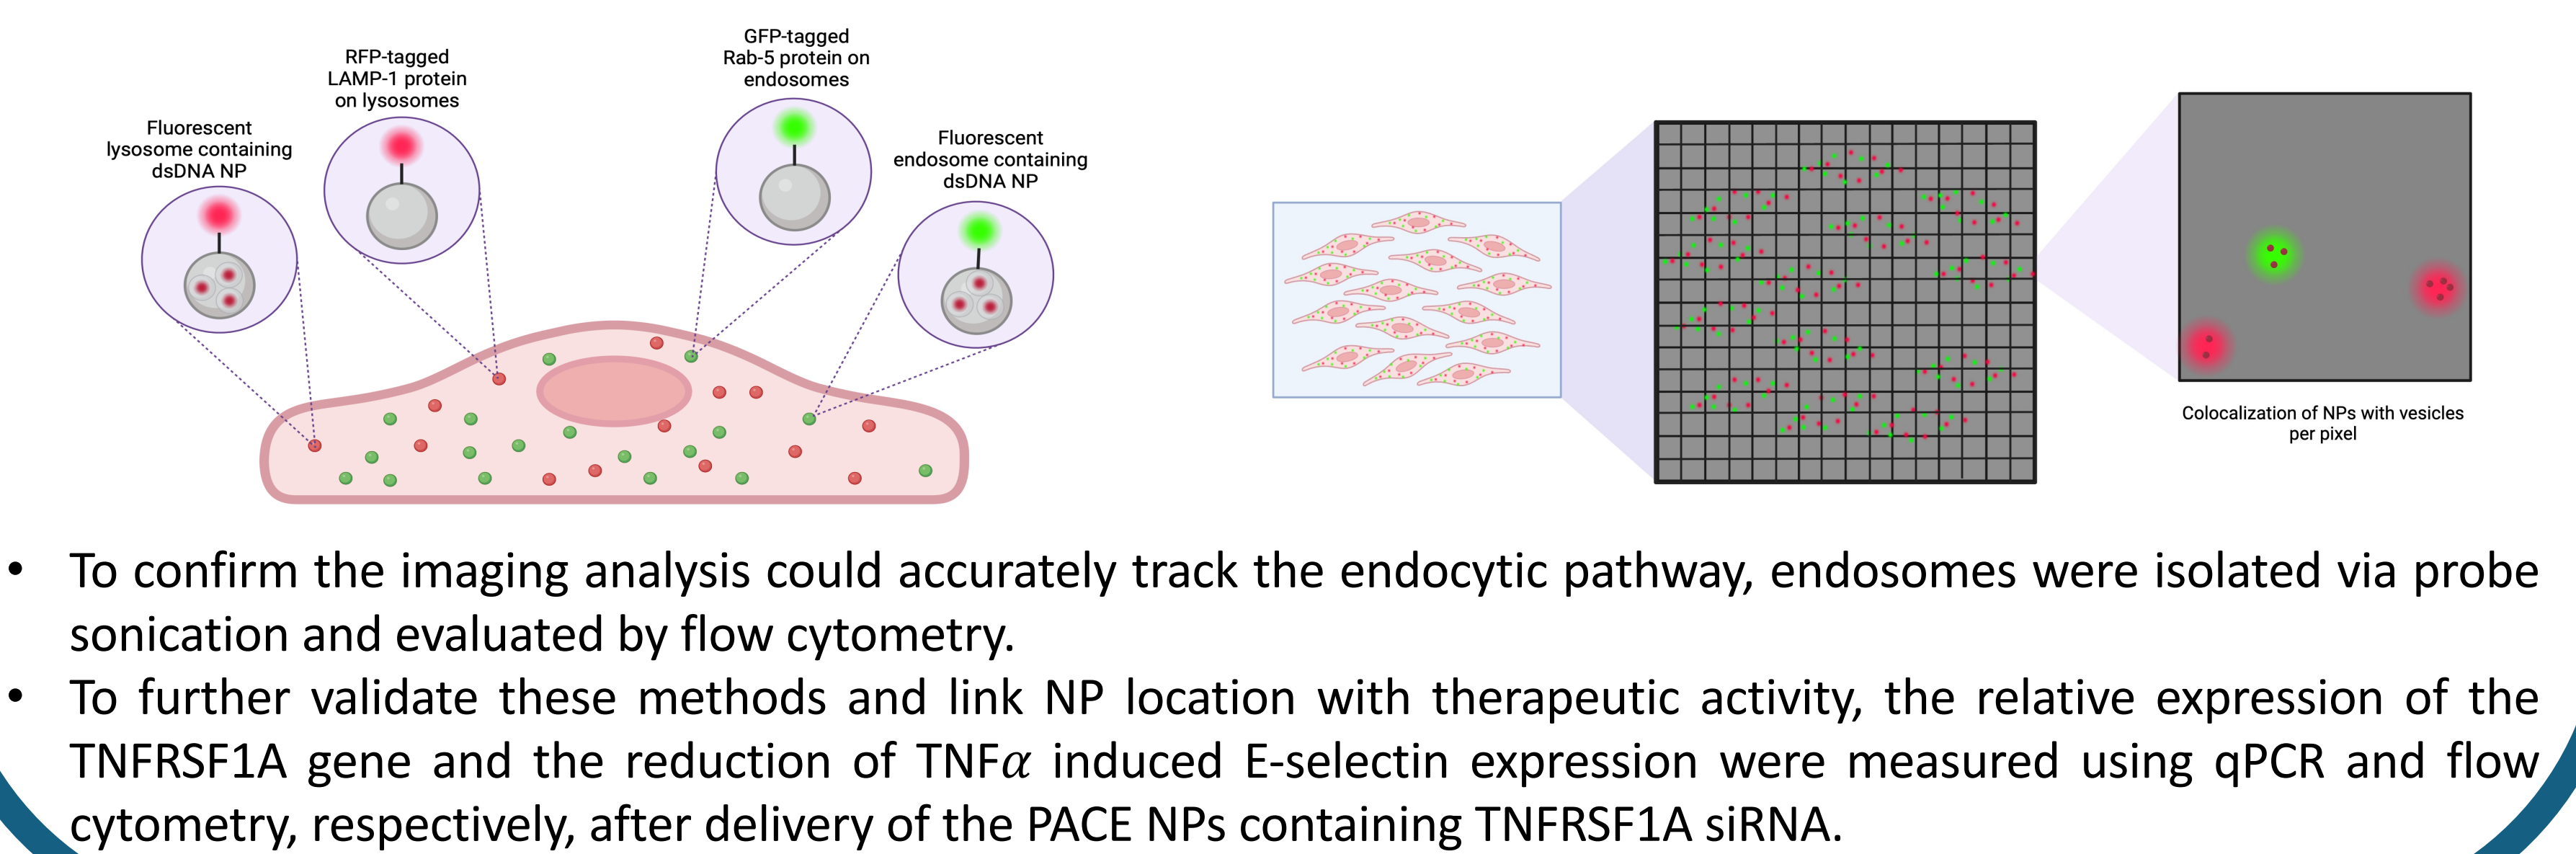 Fluorescent
lysosome containing
dsDNA NP
RFP-tagged
LAMP-1 protein
on lysosomes
GFP-tagged
Rab-5 protein on
endosomes
Fluorescent
endosome containing
dsDNA NP
Colocalization of NPs with vesicles
per pixel
• To confirm the imaging analysis could accurately track the endocytic pathway, endosomes were isolated via probe
sonication and evaluated by flow cytometry.
• To further validate these methods and link NP location with therapeutic activity, the relative expression of the
TNFRSF1A gene and the reduction of TNF𝛼 induced E-selectin expression were measured using qPCR and flow
cytometry, respectively, after delivery of the PACE NPs containing TNFRSF1A siRNA.